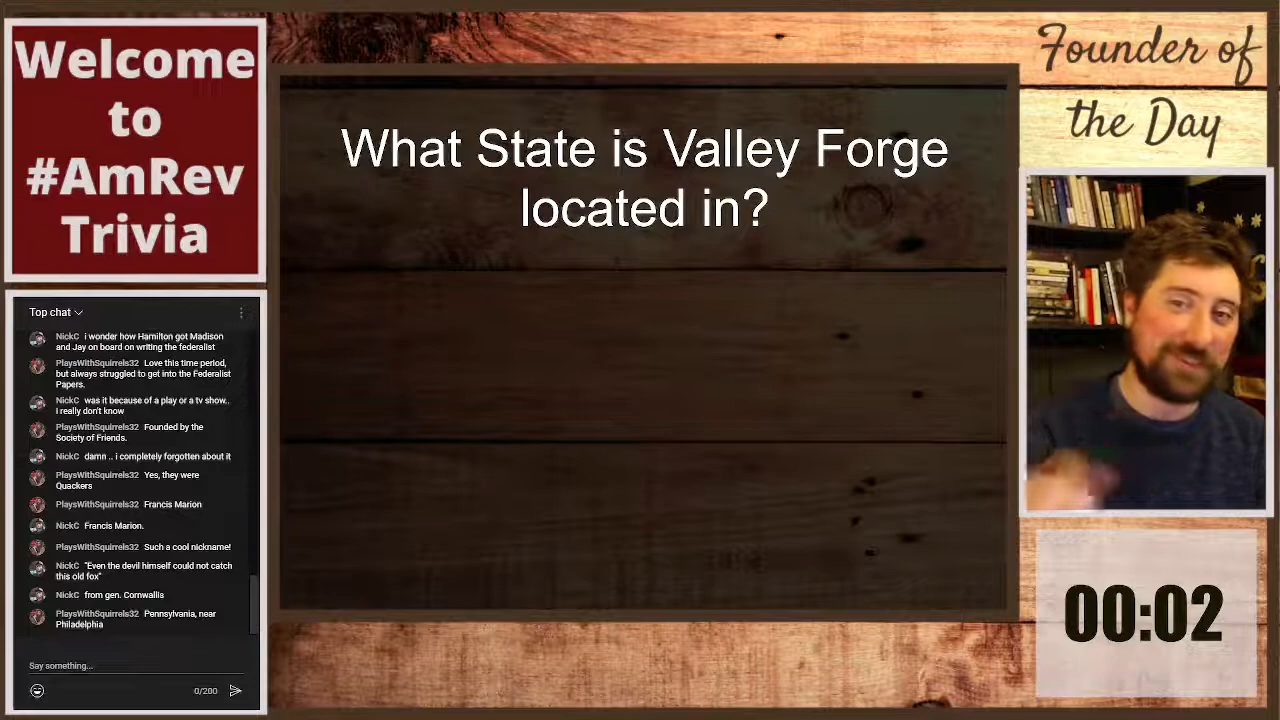 Welcome
to
#AmRev
Trivia
What State is Valley Forge
located in?
Founder of
the Day
Top chat
NickC i wonder how Hamilton got Madison
and Jay on board on writing the federalist
PlaysWithSquirrels32 Love this time period,
but always struggled to get into the Federalist
Papers.
NickC was it because of a play or a tv show..
I really don't know
PlaysWithSquirrels32 Founded by the
Society of Friends.
NickC damn .. i completely forgotten about it
PlaysWithSquirrels32 Yes, they were
Quackers
PlaysWithSquirrels32 Francis Marion
NickC Francis Marion.
PlaysWithSquirrels32 Such a cool nickname!
NickC "Even the devil himself could not catch
this old fox"
NickC from gen. Cornwallis
PlaysWithSquirrels32 Pennsylvania, near
Philadelphia
Say something...
0/200
00:02